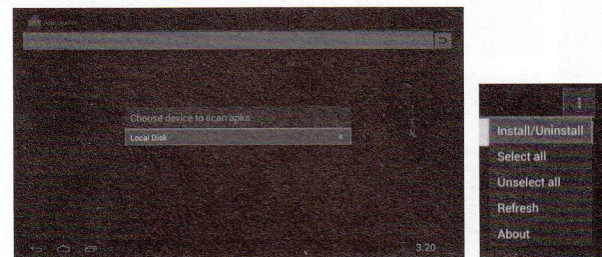 Choose device to scan apks
Local Disk
3:20
Install/Uninstall
Select all
Unselect all
Refresh
About